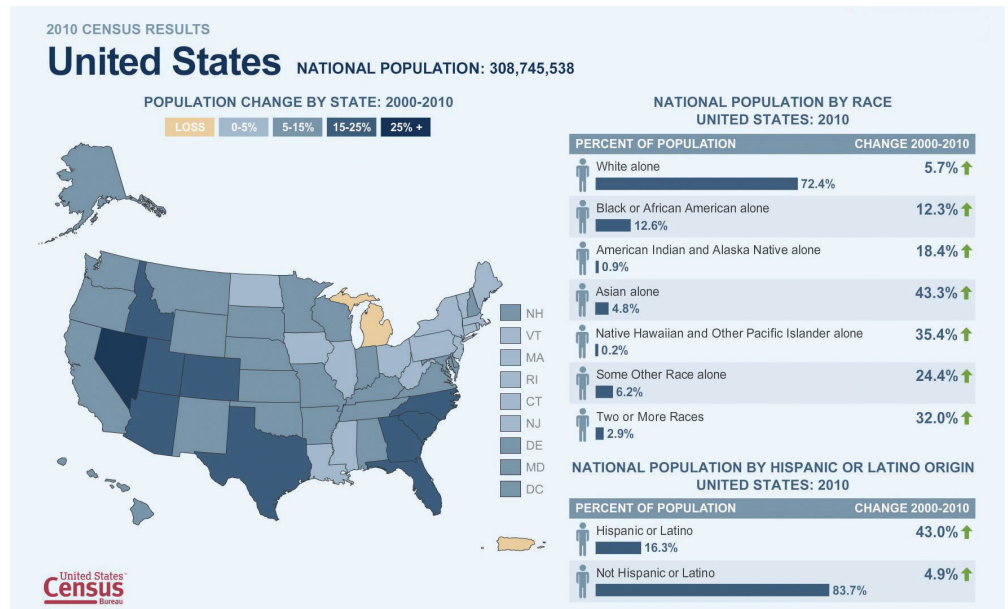 2010 CENSUS RESULTS
United States NATIONAL POPULATION: 308,745,538
POPULATION CHANGE BY STATE: 2000-2010
LOSS 0-5% 5-15% 15-25% 25% +
NH
VT
MA
RI
CT
NJ
DE
MD
DC
United States™
Census
Bureau
NATIONAL POPULATION BY RACE
UNITED STATES: 2010
PERCENT OF POPULATION CHANGE 2000-2010
White alone 5.7%
72.4%
Black or African American alone 12.3%
12.6%
American Indian and Alaska Native alone 18.4%
0.9%
Asian alone 43.3%
4.8%
Native Hawaiian and Other Pacific Islander alone 35.4%
0.2%
Some Other Race alone 24.4%
6.2%
Two or More Races 32.0%
2.9%
NATIONAL POPULATION BY HISPANIC OR LATINO ORIGIN
UNITED STATES: 2010
PERCENT OF POPULATION CHANGE 2000-2010
Hispanic or Latino 43.0%
16.3%
Not Hispanic or Latino 4.9%
83.7%